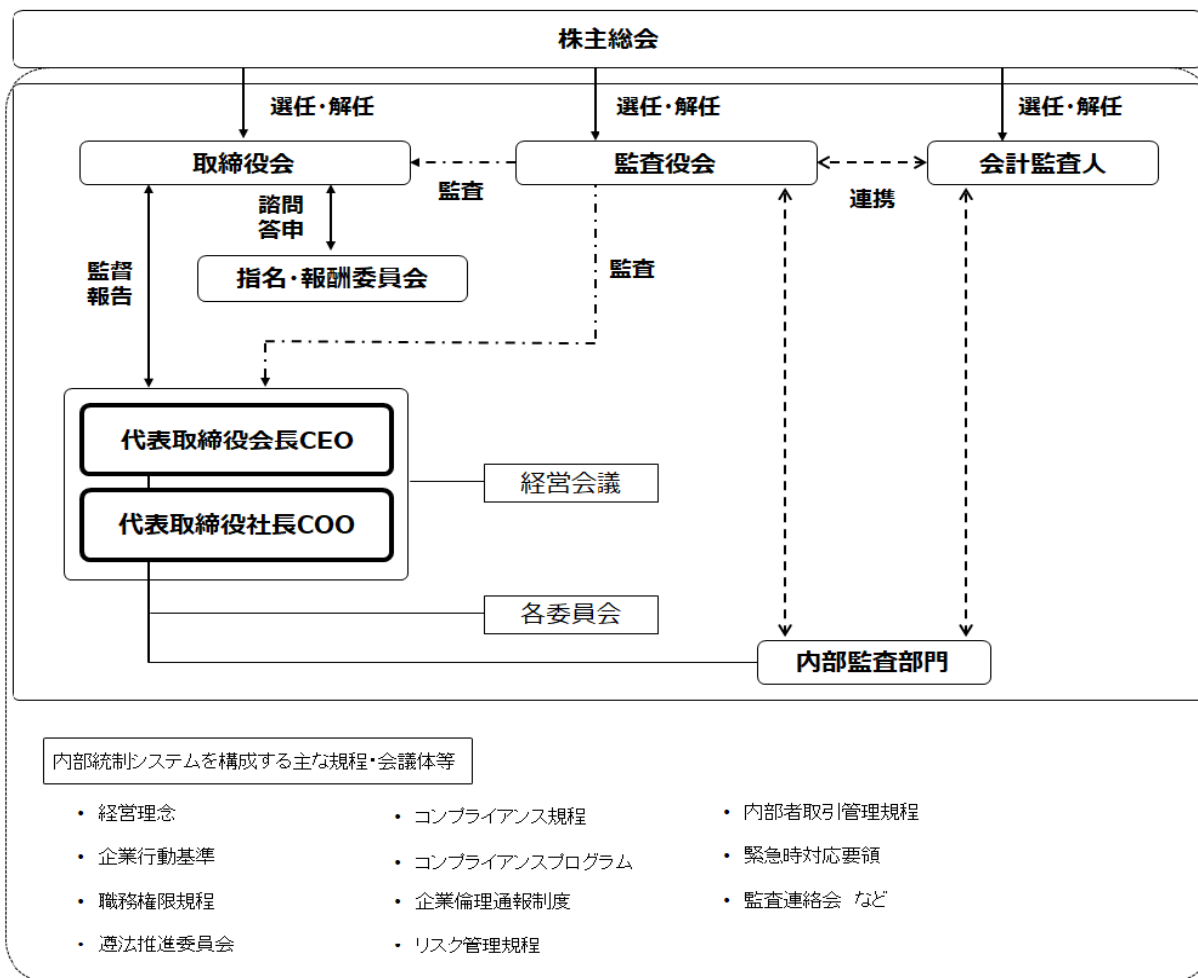 株主総会
選任・解任
選任・解任
選任・解任
取締役会
監査役会
会計監査人
監査
連携
諮問
答申
指名・報酬委員会
監督
報告
監査
代表取締役会長CEO
経営会議
代表取締役社長COO
各委員会
内部監査部門
内部統制システムを構成する主な規程・会議体等
・ 経営理念
・ 企業行動基準
・ 職務権限規程
・ 遵法推進委員会
・ コンプライアンス規程
・ コンプライアンスプログラム
・ 企業倫理通報制度
・ リスク管理規程
・ 内部者取引管理規程
・ 緊急時対応要領
・ 監査連絡会 など